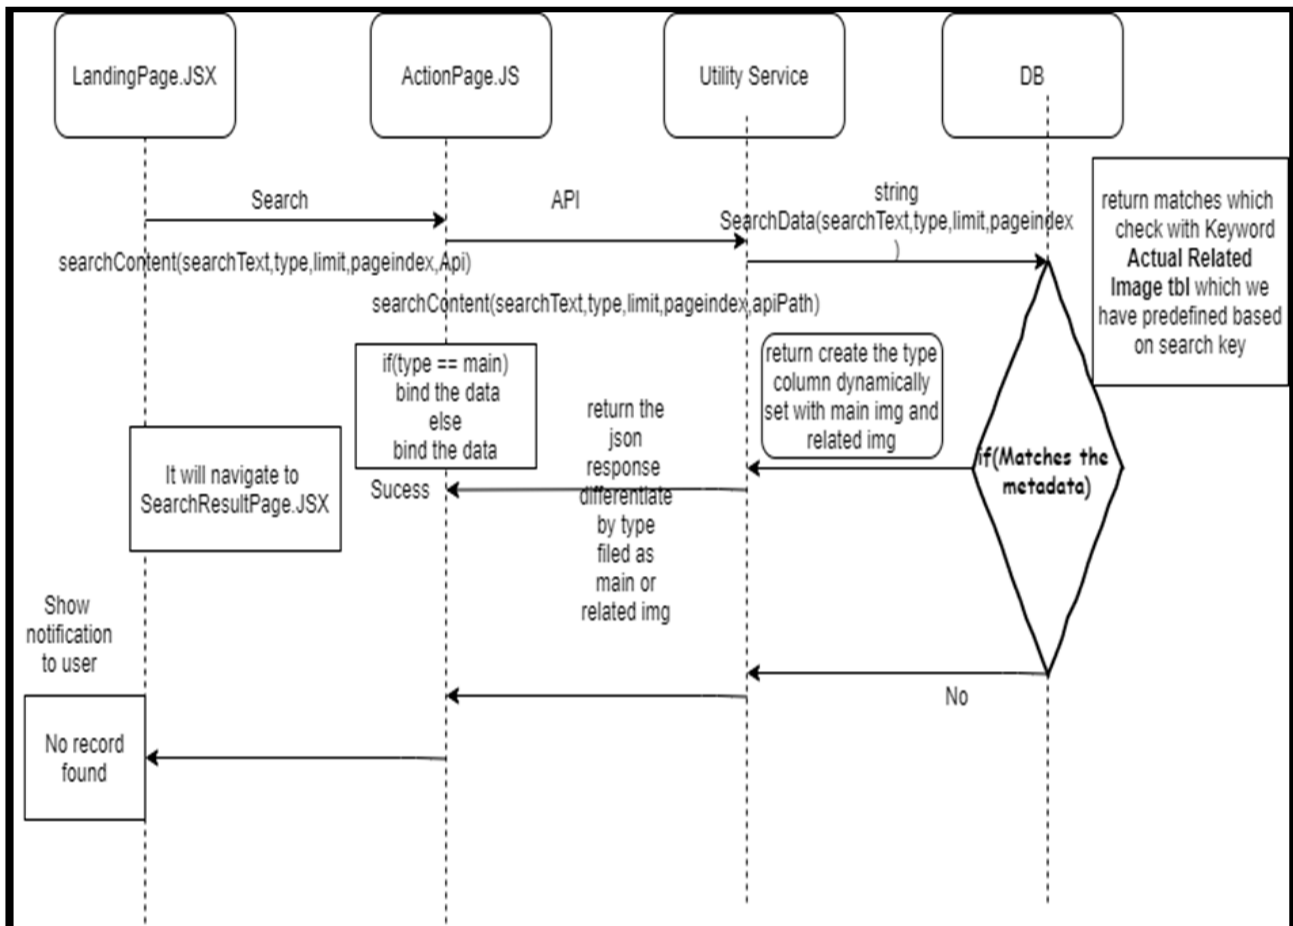 LandingPage.JSX
ActionPage.JS
Utility Service
DB
Search
API
string
SearchData(searchText,type,limit,pageindex
)
return matches which
check with Keyword
Actual Related
Image tbl which we
have predefined based
on search key
searchContent(searchText,type,limit,pageindex,Api)
searchContent(searchText,type,limit,pageindex,apiPath)
if(type == main)
bind the data
else
bind the data
return create the type
column dynamically
set with main img and
related img
return the
json
response
differentiate
by type
filed as
main or
related img
if(Matches the
metadata)
It will navigate to
SearchResultPage.JSX
Sucess
Show
notification
to user
No
No record
found